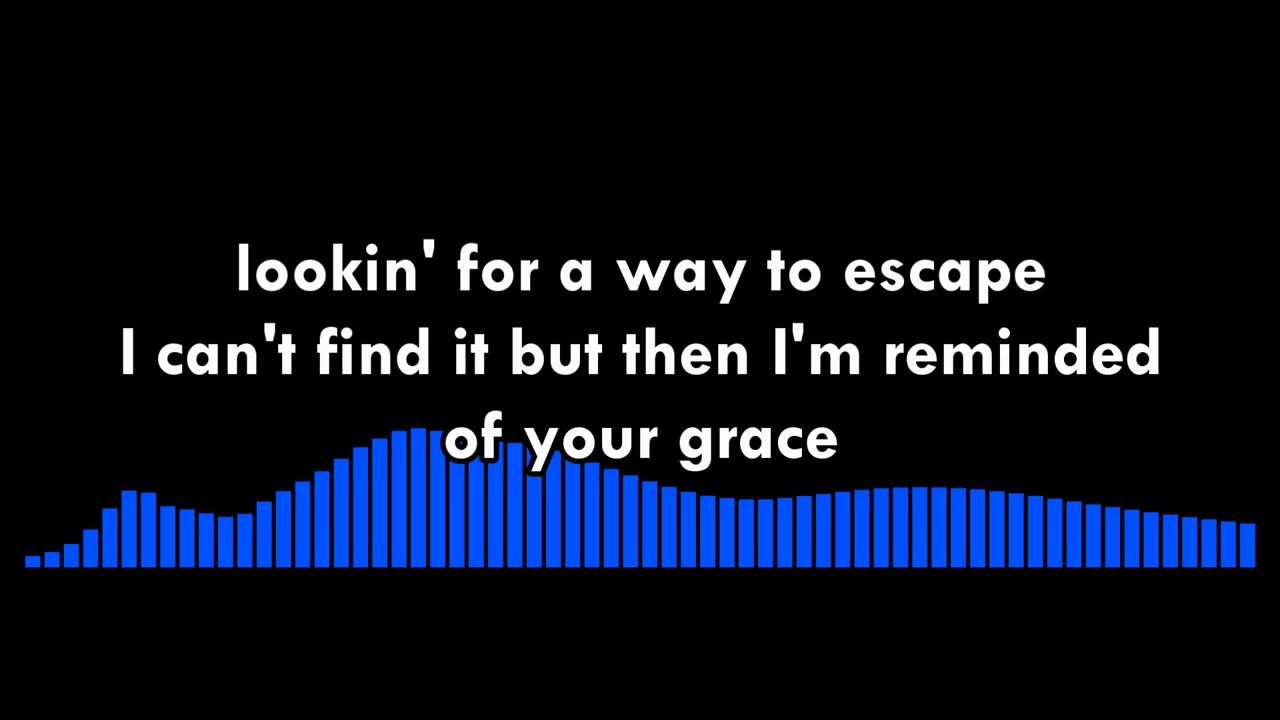 lookin' for a way to escape
I can't find it but then I'm reminded
of your grace